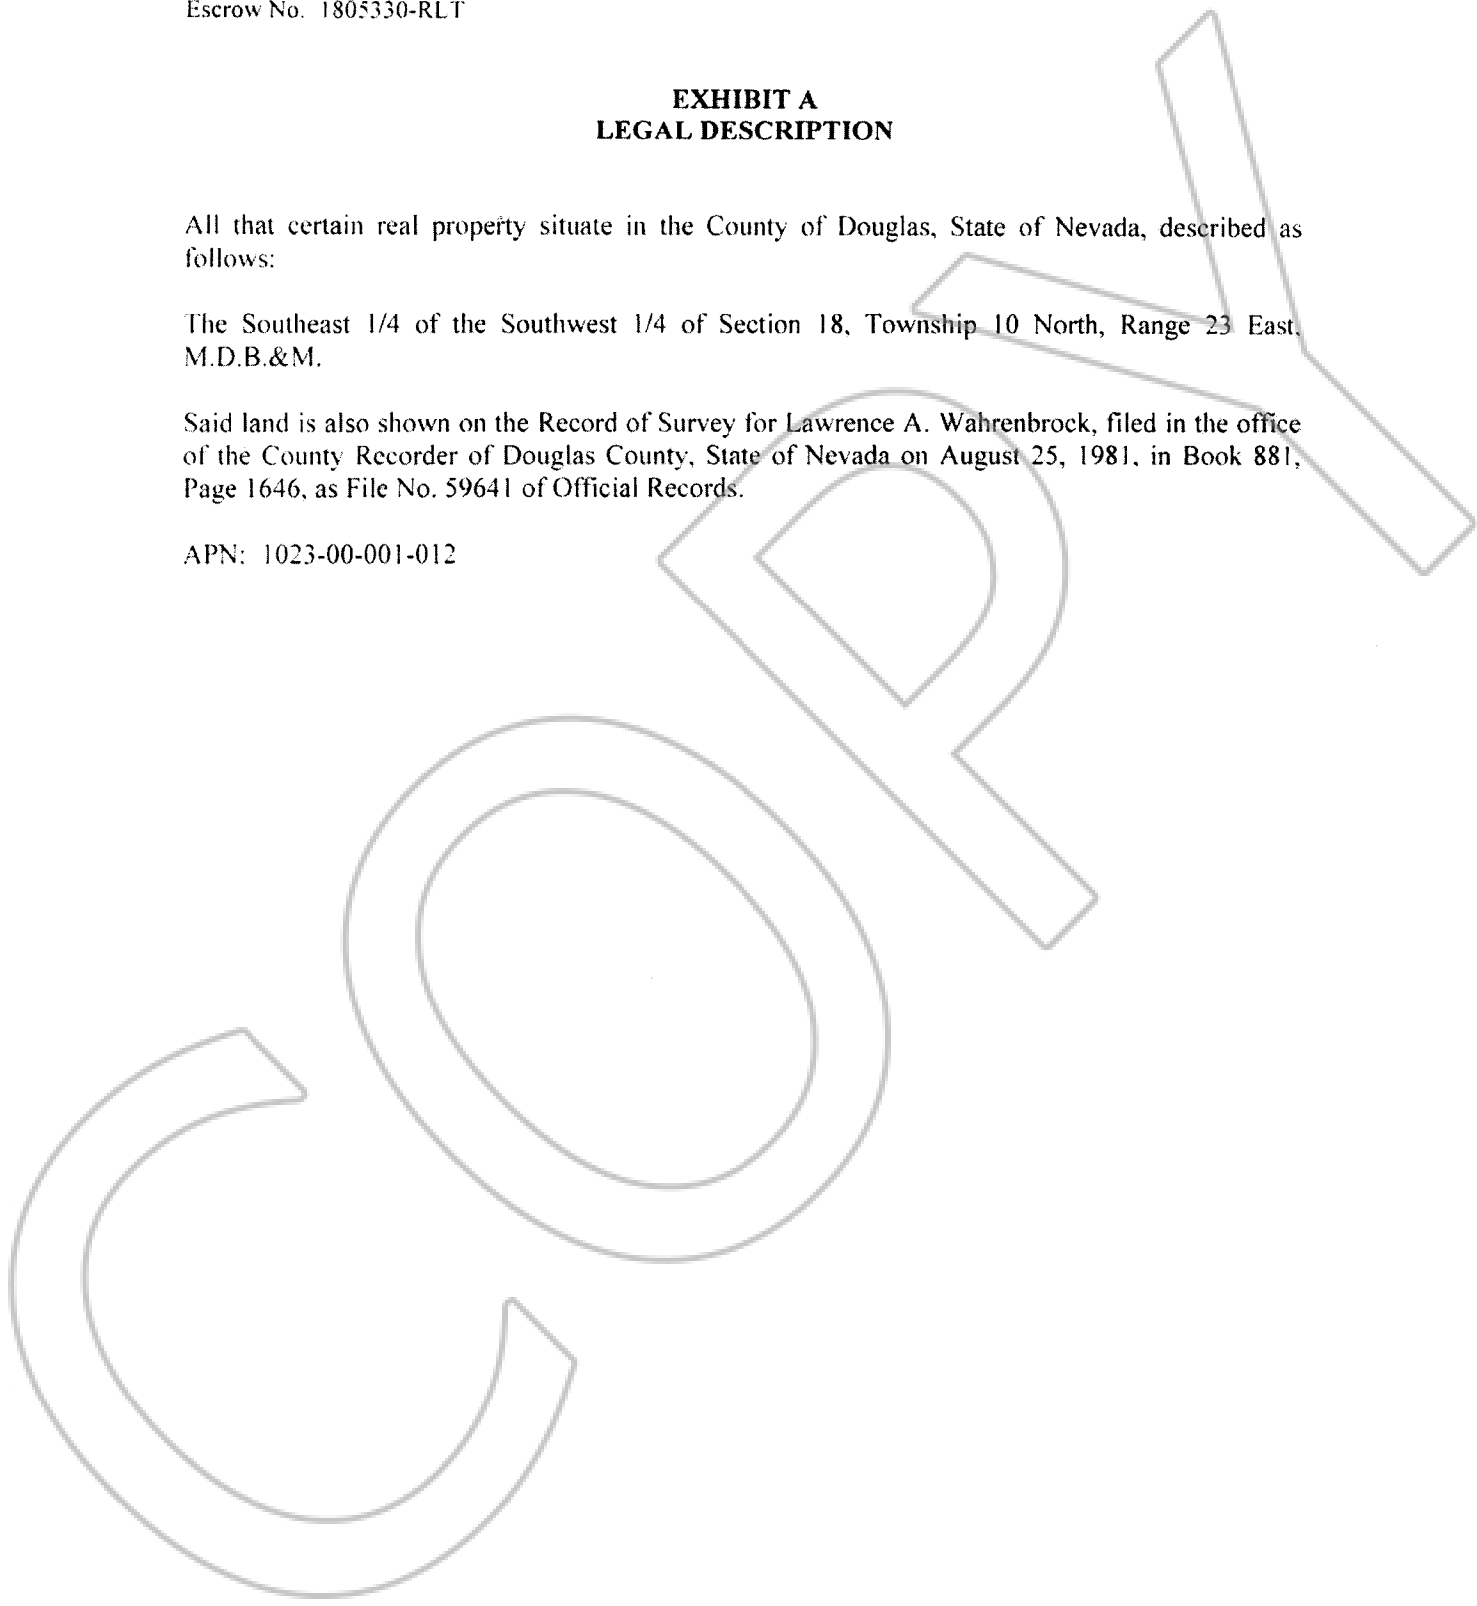 Escrow No. 1805330-RLT
EXHIBIT A
LEGAL DESCRIPTION
All that certain real property situate in the County of Douglas, State of Nevada, described as
follows:
The Southeast 1/4 of the Southwest 1/4 of Section 18, Township 10 North, Range 23 East,
M.D.B.&M.
Said land is also shown on the Record of Survey for Lawrence A. Wahrenbrock, filed in the office
of the County Recorder of Douglas County, State of Nevada on August 25, 1981, in Book 881,
Page 1646, as File No. 59641 of Official Records.
APN: 1023-00-001-012
COPY